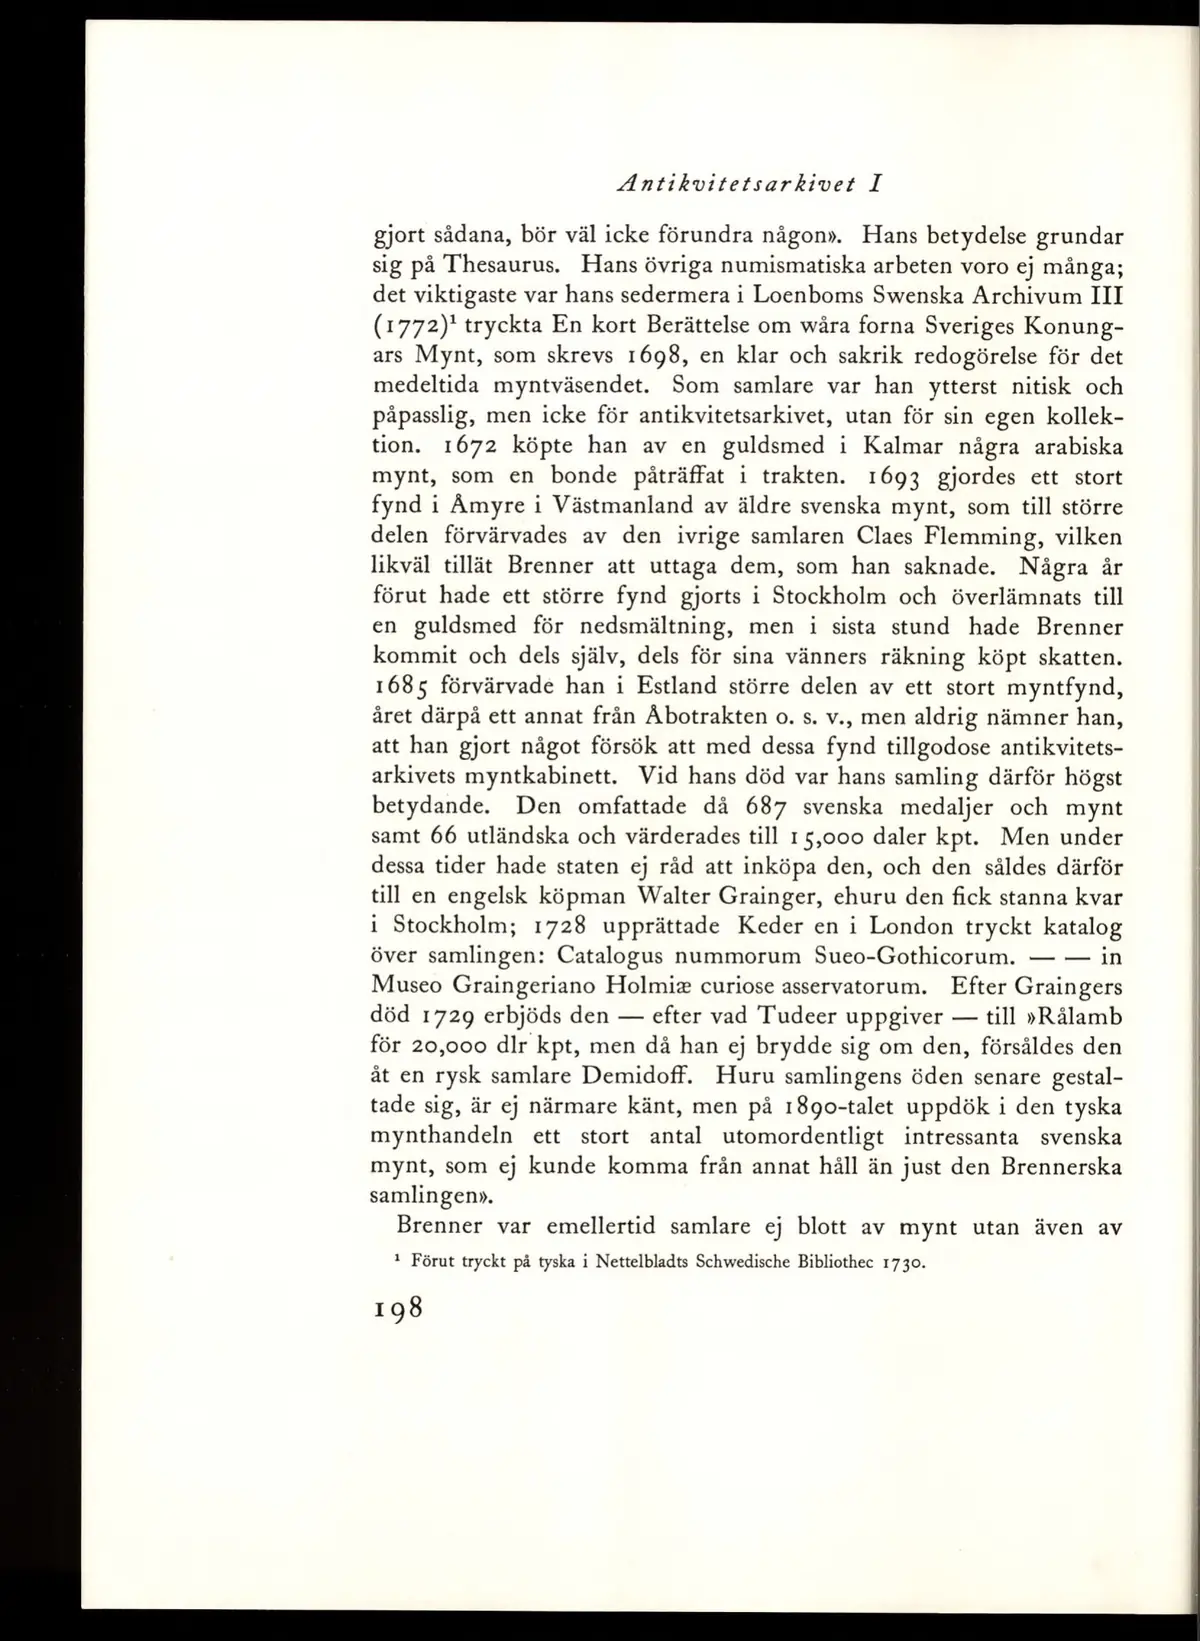 Antikvitetsarkivet I
gjort sådana, bör väl icke förundra någon». Hans betydelse grundar
sig på Thesaurus. Hans övriga numismatiska arbeten voro ej många;
det viktigaste var hans sedermera i Loenboms Swenska Archivum III
(1772)¹ tryckta En kort Berättelse om wåra forna Sveriges Konung-
ars Mynt, som skrevs 1698, en klar och sakrik redogörelse för det
medeltida myntväsendet. Som samlare var han ytterst nitisk och
påpasslig, men icke för antikvitetsarkivet, utan för sin egen kollek-
tion. 1672 köpte han av en guldsmed i Kalmar några arabiska
mynt, som en bonde påträffat i trakten. 1693 gjordes ett stort
fynd i Åmyre i Västmanland av äldre svenska mynt, som till större
delen förvärvades av den ivrige samlaren Claes Flemming, vilken
likväl tillät Brenner att uttaga dem, som han saknade. Några år
förut hade ett större fynd gjorts i Stockholm och överlämnats till
en guldsmed för nedsmältning, men i sista stund hade Brenner
kommit och dels själv, dels för sina vänners räkning köpt skatten.
1685 förvärvade han i Estland större delen av ett stort myntfynd,
året därpå ett annat från Åbotrakten o. s. v., men aldrig nämner han,
att han gjort något försök att med dessa fynd tillgodose antikvitets-
arkivets myntkabinett. Vid hans död var hans samling därför högst
betydande. Den omfattade då 687 svenska medaljer och mynt
samt 66 utländska och värderades till 15,000 daler kpt. Men under
dessa tider hade staten ej råd att inköpa den, och den såldes därför
till en engelsk köpman Walter Grainger, ehuru den fick stanna kvar
i Stockholm; 1728 upprättade Keder en i London tryckt katalog
över samlingen: Catalogus nummorum Sueo-Gothicorum. — — in
Museo Graingeriano Holmiæ curiose asservatorum. Efter Graingers
död 1729 erbjöds den — efter vad Tudeer uppgiver — till »Rålamb
för 20,000 dlr kpt, men då han ej brydde sig om den, försåldes den
åt en rysk samlare Demidoff. Huru samlingens öden senare gestal-
tade sig, är ej närmare känt, men på 1890-talet uppdök i den tyska
mynthandeln ett stort antal utomordentligt intressanta svenska
mynt, som ej kunde komma från annat håll än just den Brennerska
samlingen».
Brenner var emellertid samlare ej blott av mynt utan även av
¹ Förut tryckt på tyska i Nettelbladts Schwedische Bibliothec 1730.
198